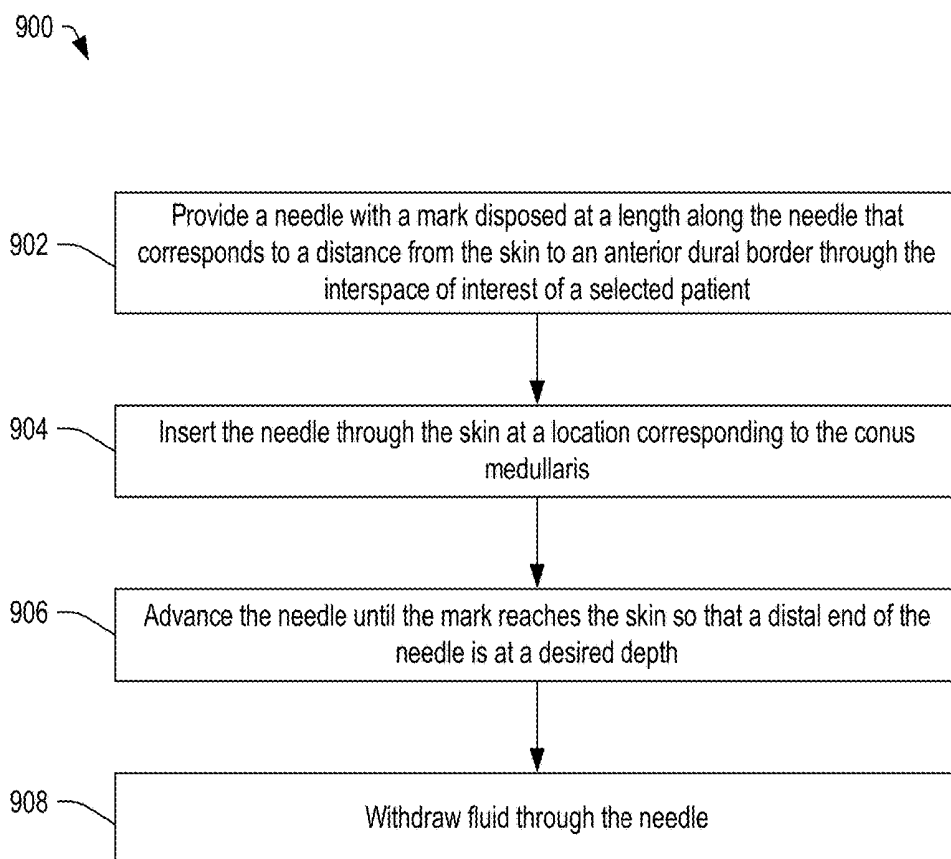 900
902
Provide a needle with a mark disposed at a length along the needle that
corresponds to a distance from the skin to an anterior dural border through the
interspace of interest of a selected patient
904
Insert the needle through the skin at a location corresponding to the conus
medullaris
906
Advance the needle until the mark reaches the skin so that a distal end of the
needle is at a desired depth
908
Withdraw fluid through the needle